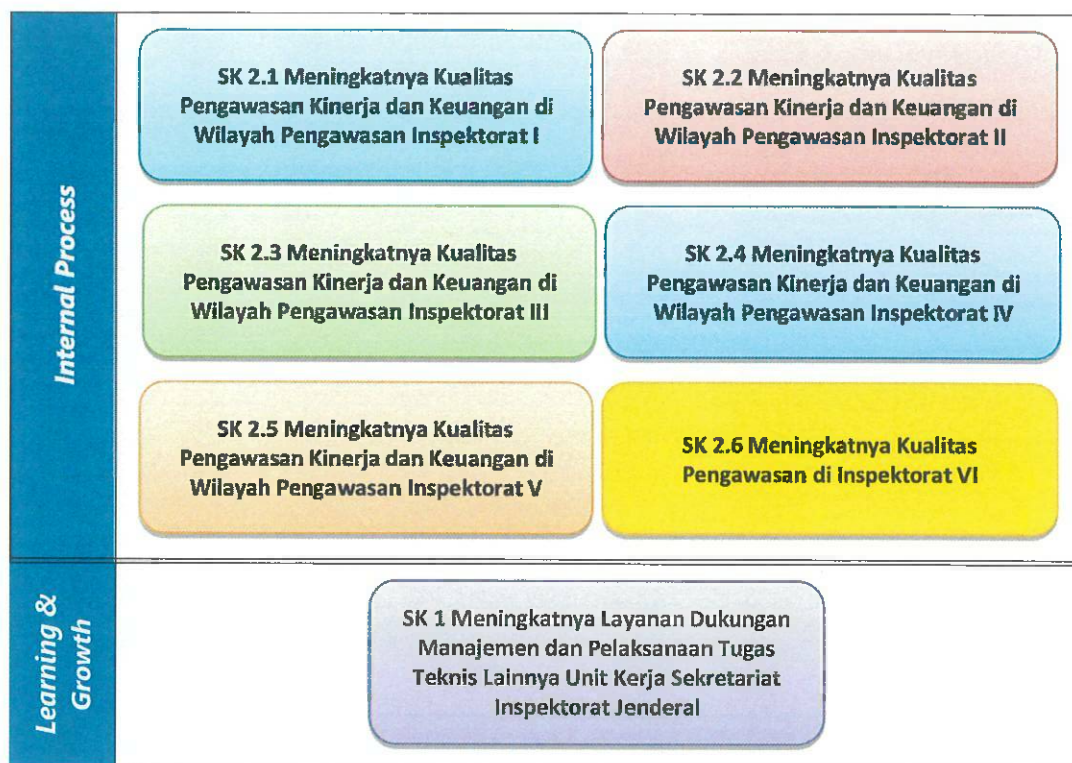 Internal Process
SK 2.1 Meningkatnya Kualitas
Pengawasan Kinerja dan Keuangan di
Wilayah Pengawasan Inspektorat I
SK 2.2 Meningkatnya Kualitas
Pengawasan Kinerja dan Keuangan di
Wilayah Pengawasan Inspektorat II
SK 2.3 Meningkatnya Kualitas
Pengawasan Kinerja dan Keuangan di
Wilayah Pengawasan Inspektorat III
SK 2.4 Meningkatnya Kualitas
Pengawasan Kinerja dan Keuangan di
Wilayah Pengawasan Inspektorat IV
SK 2.5 Meningkatnya Kualitas
Pengawasan Kinerja dan Keuangan di
Wilayah Pengawasan Inspektorat V
SK 2.6 Meningkatnya Kualitas
Pengawasan di Inspektorat VI
Learning &
Growth
SK 1 Meningkatnya Layanan Dukungan
Manajemen dan Pelaksanaan Tugas
Teknis Lainnya Unit Kerja Sekretariat
Inspektorat Jenderal